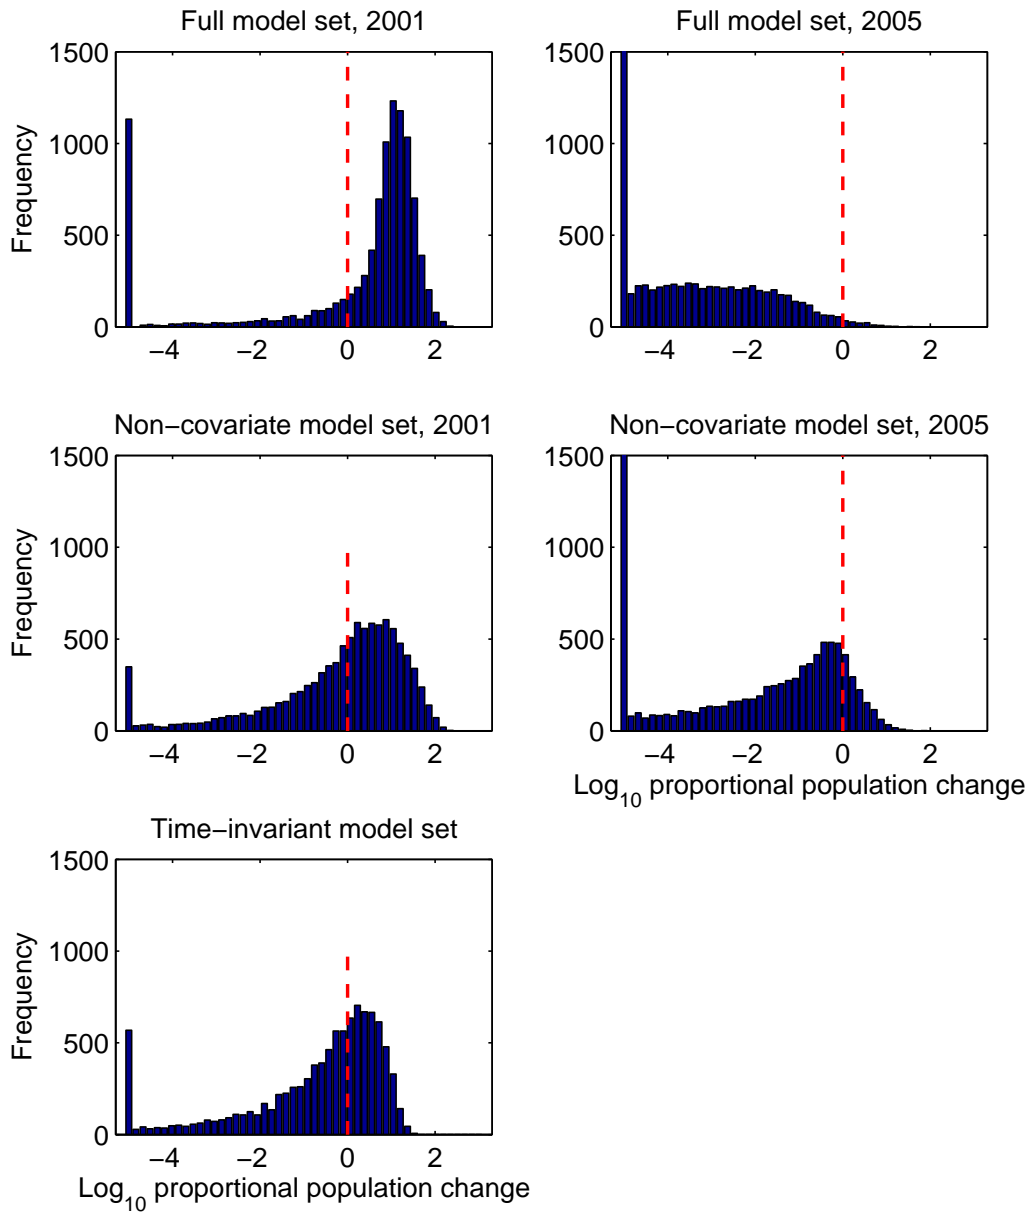 Full model set, 2001
Full model set, 2005
1500
1000
500
0
Frequency
−4 −2 0 2
1500
1000
500
0
−4 −2 0 2
Non−covariate model set, 2001
Non−covariate model set, 2005
1500
1000
500
0
Frequency
−4 −2 0 2
1500
1000
500
0
−4 −2 0 2
Log10 proportional population change
Time−invariant model set
1500
1000
500
0
Frequency
−4 −2 0 2
Log10 proportional population change